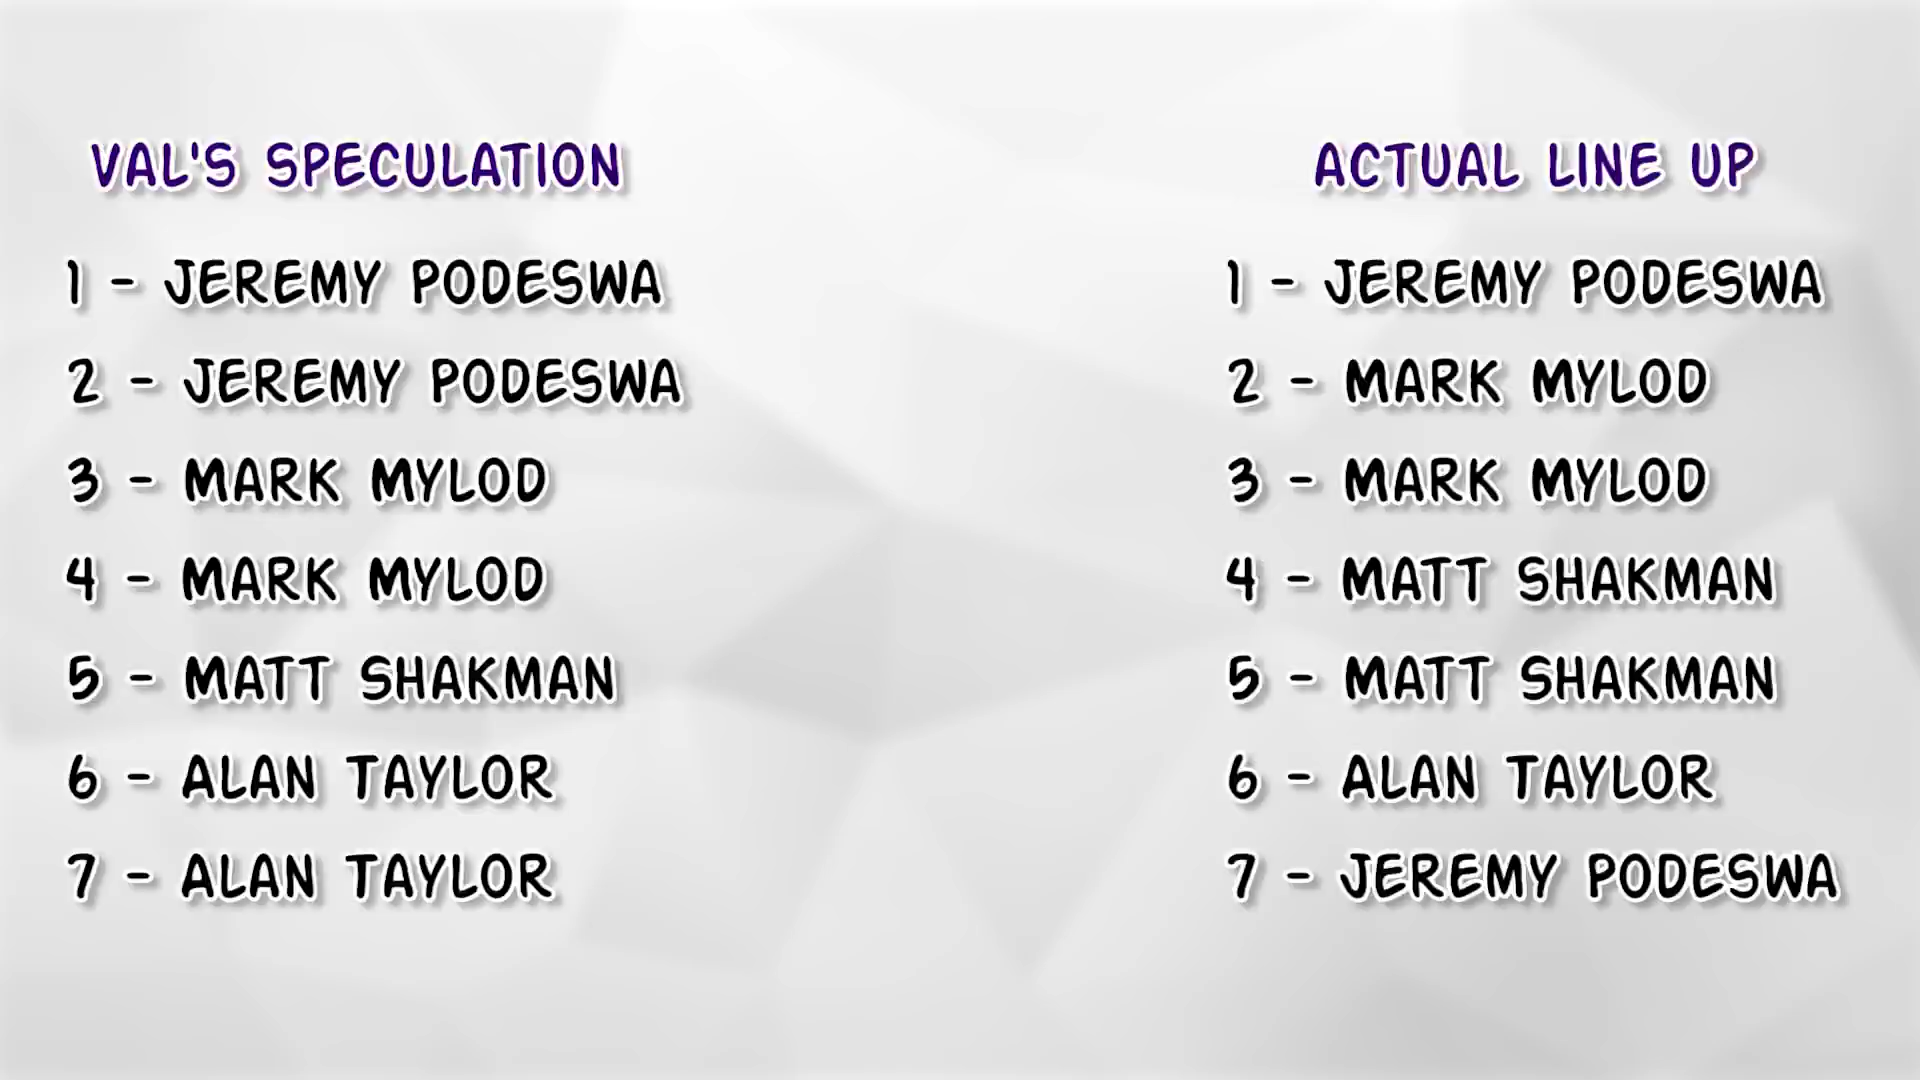 VAL'S SPECULATION
1 - JEREMY PODESWA
2 - JEREMY PODESWA
3 - MARK MYLOD
4 - MARK MYLOD
5 - MATT SHAKMAN
6 - ALAN TAYLOR
7 - ALAN TAYLOR
ACTUAL LINE UP
1 - JEREMY PODESWA
2 - MARK MYLOD
3 - MARK MYLOD
4 - MATT SHAKMAN
5 - MATT SHAKMAN
6 - ALAN TAYLOR
7 - JEREMY PODESWA